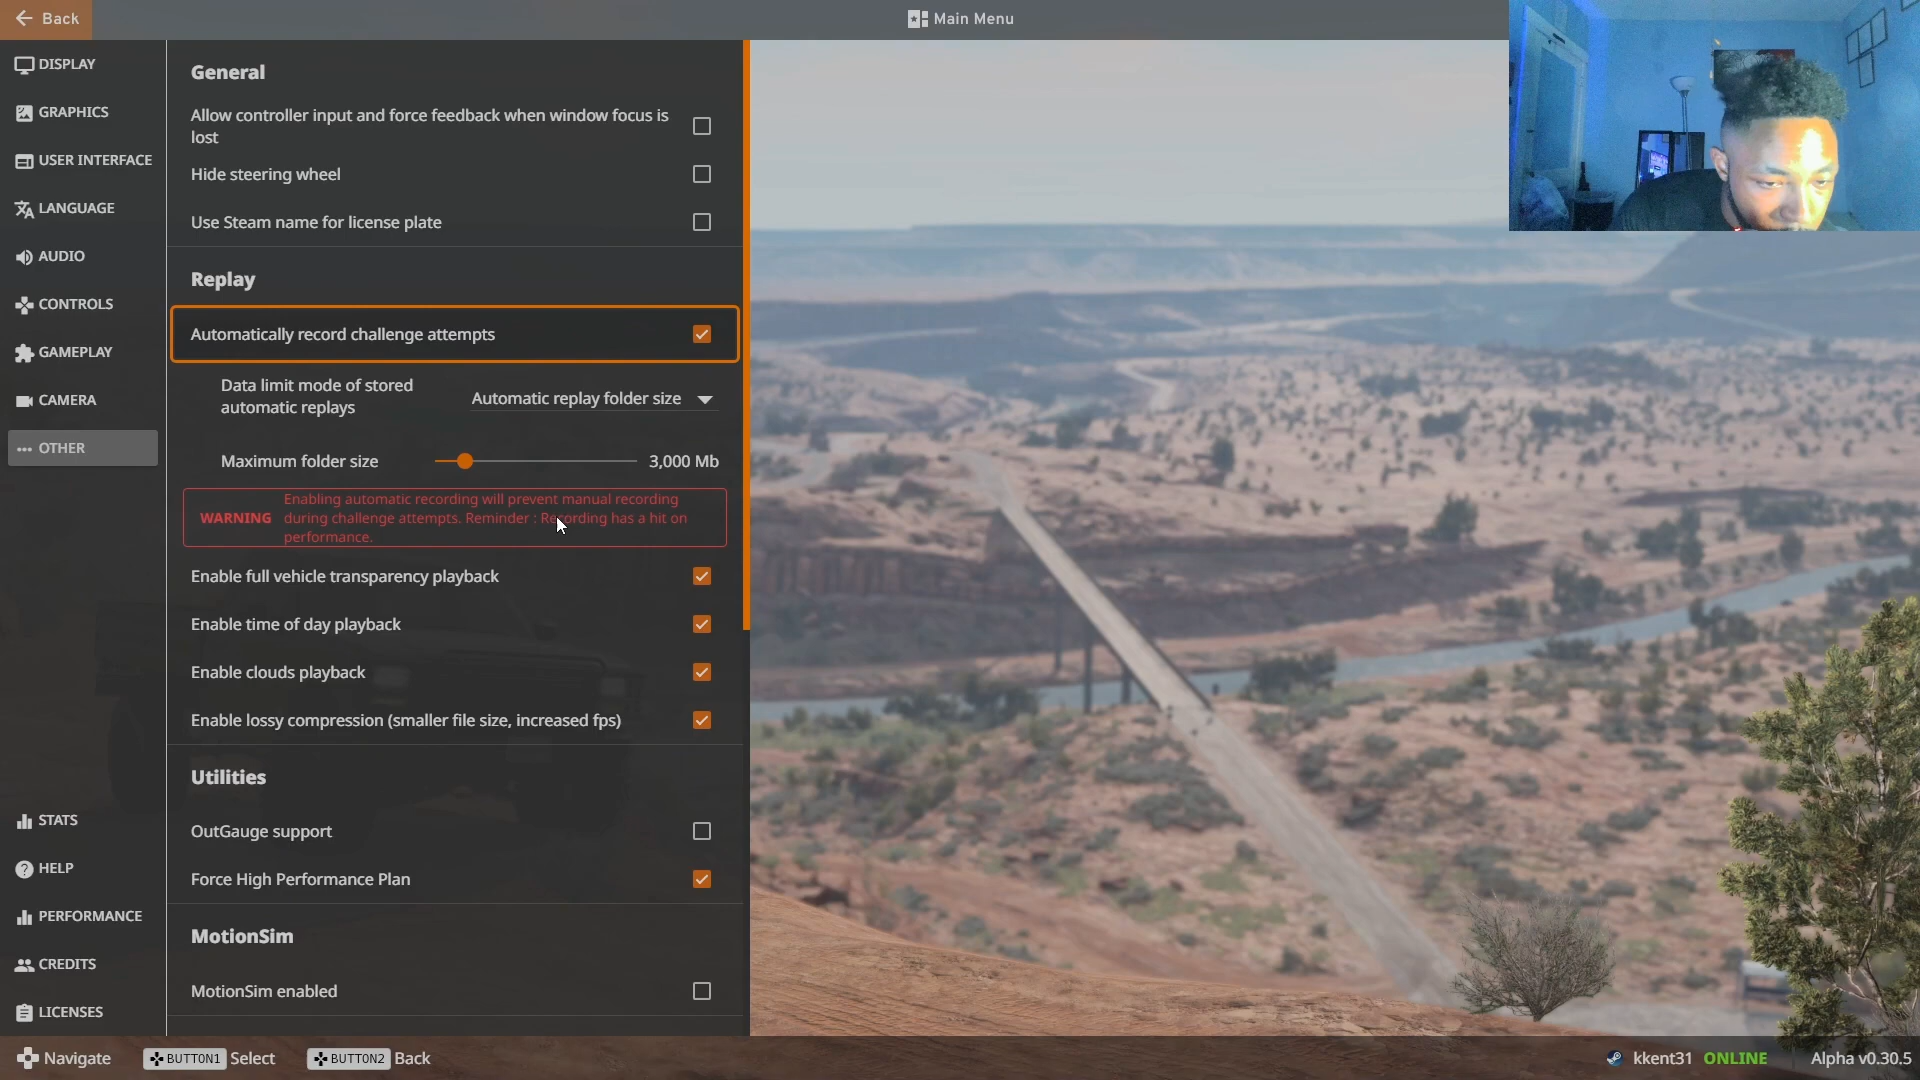 Back
Main Menu
DISPLAY
GRAPHICS
USER INTERFACE
LANGUAGE
AUDIO
CONTROLS
GAMEPLAY
CAMERA
OTHER
STATS
HELP
PERFORMANCE
CREDITS
LICENSES
General
Allow controller input and force feedback when window focus is
lost
Hide steering wheel
Use Steam name for license plate
Replay
Automatically record challenge attempts
Data limit mode of stored
automatic replays
Automatic replay folder size
Maximum folder size
3,000 Mb
WARNING
Enabling automatic recording will prevent manual recording
during challenge attempts. Reminder : Recording has a hit on
performance.
Enable full vehicle transparency playback
Enable time of day playback
Enable clouds playback
Enable lossy compression (smaller file size, increased fps)
Utilities
OutGauge support
Force High Performance Plan
MotionSim
MotionSim enabled
Navigate
BUTTON1 Select
BUTTON2 Back
kkent31 ONLINE
Alpha v0.30.5